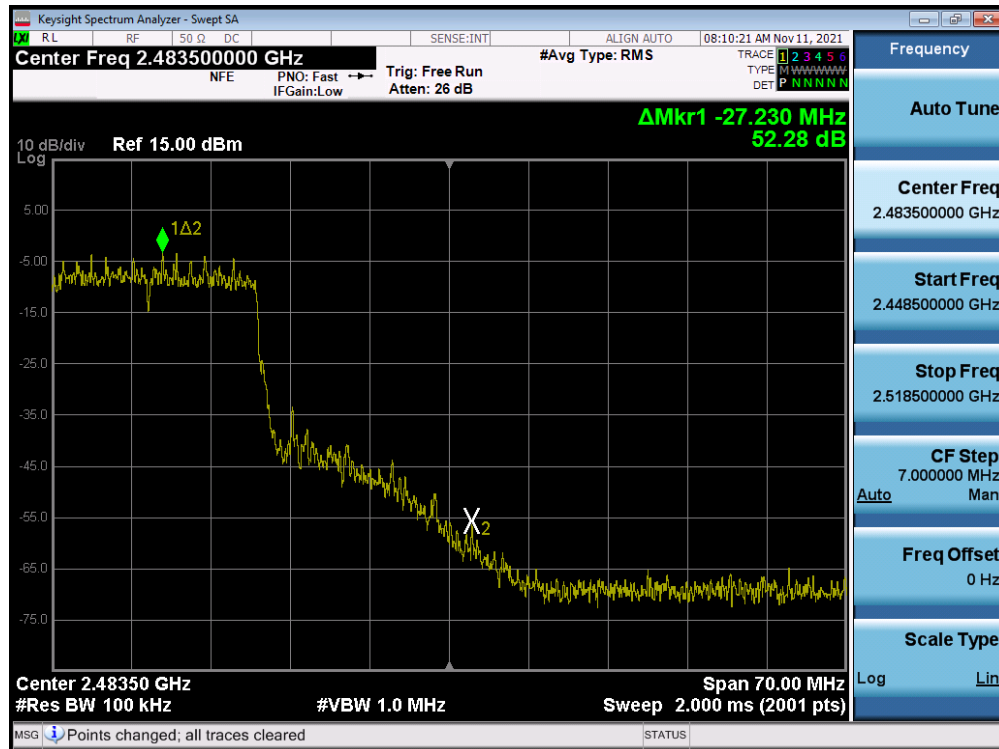 Keysight Spectrum Analyzer - Swept SA
LXI RL RF 50 Ω DC SENSE:INT ALIGN AUTO 08:10:21 AM Nov 11, 2021
Center Freq 2.483500000 GHz
NFE PNO: Fast Trig: Free Run #Avg Type: RMS TRACE 1 2 3 4 5 6
IFGain:Low Atten: 26 dB TYPE M WWWWW
DET P N N N N N
ΔMkr1 -27.230 MHz
52.28 dB
10 dB/div Ref 15.00 dBm
Log
5.00
1Δ2
-5.00
-15.0
-25.0
-35.0
-45.0
-55.0
X2
-65.0
-75.0
Center 2.48350 GHz Span 70.00 MHz
#Res BW 100 kHz #VBW 1.0 MHz Sweep 2.000 ms (2001 pts)
MSG Points changed; all traces cleared STATUS
Frequency
Auto Tune
Center Freq
2.483500000 GHz
Start Freq
2.448500000 GHz
Stop Freq
2.518500000 GHz
CF Step
7.000000 MHz
Auto Man
Freq Offset
0 Hz
Scale Type
Log Lin